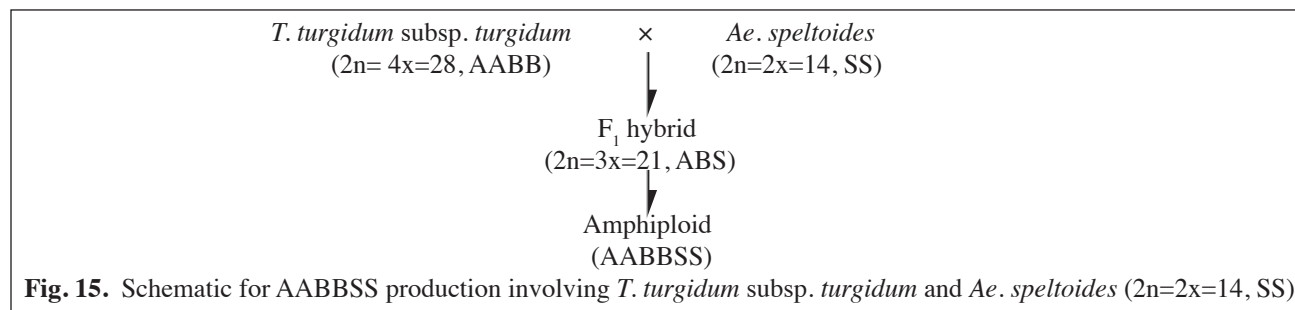 T. turgidum subsp. turgidum × Ae. speltoides
(2n= 4x=28, AABB) (2n=2x=14, SS)
F₁ hybrid
(2n=3x=21, ABS)
Amphiploid
(AABBSS)
Fig. 15. Schematic for AABBSS production involving T. turgidum subsp. turgidum and Ae. speltoides (2n=2x=14, SS)